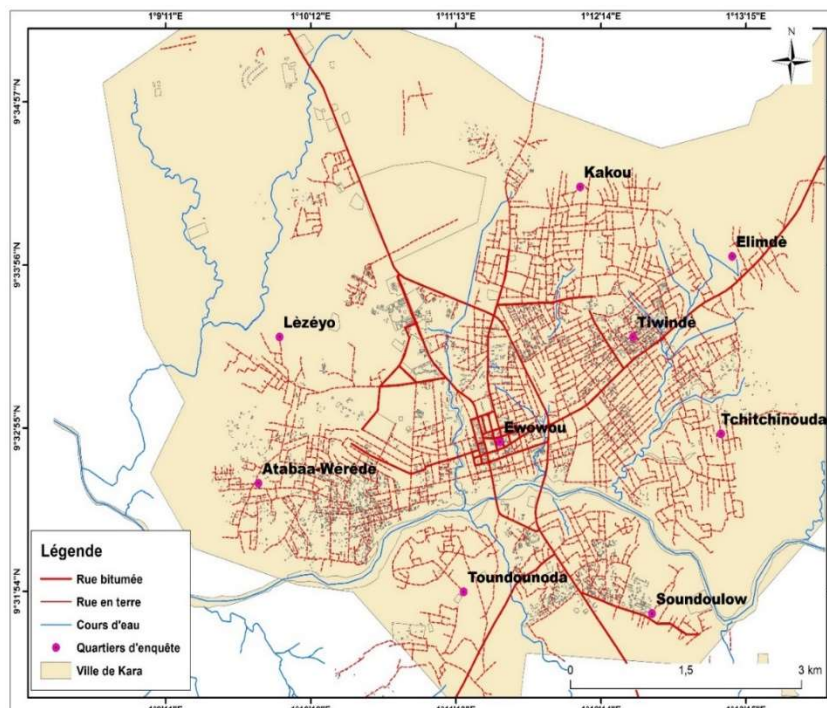 1°9'11"E 1°10'12"E 1°11'13"E 1°12'14"E 1°13'15"E
N
9°34'57"N
Kakou
Elimdè
9°33'56"N
Lèzéyo
Tiwindè
9°32'55"N
Ewowou
Tchitchinouda
Atabaa-Wérédè
Légende
Rue bitumée
Rue en terre
Cours d'eau
Quartiers d'enquête
Ville de Kara
Toundounoda
Soundoulow
9°31'54"N
0 1,5 3 km